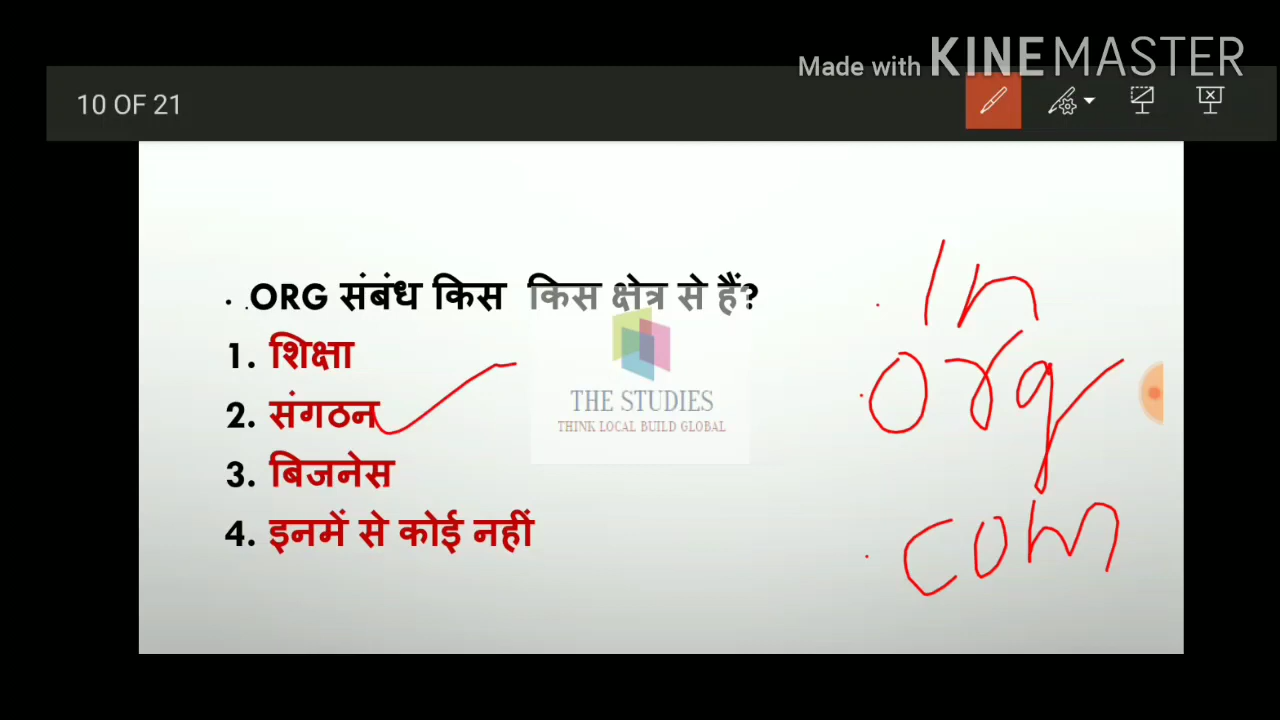 Made with KINEMASTER
10 OF 21
. .ORG संबंध किस किस क्षेत्र से हैं?
1. शिक्षा
2. संगठन
3. बिजनेस
4. इनमें से कोई नहीं
THE STUDIES
THINK LOCAL BUILD GLOBAL
.in
.org
.com